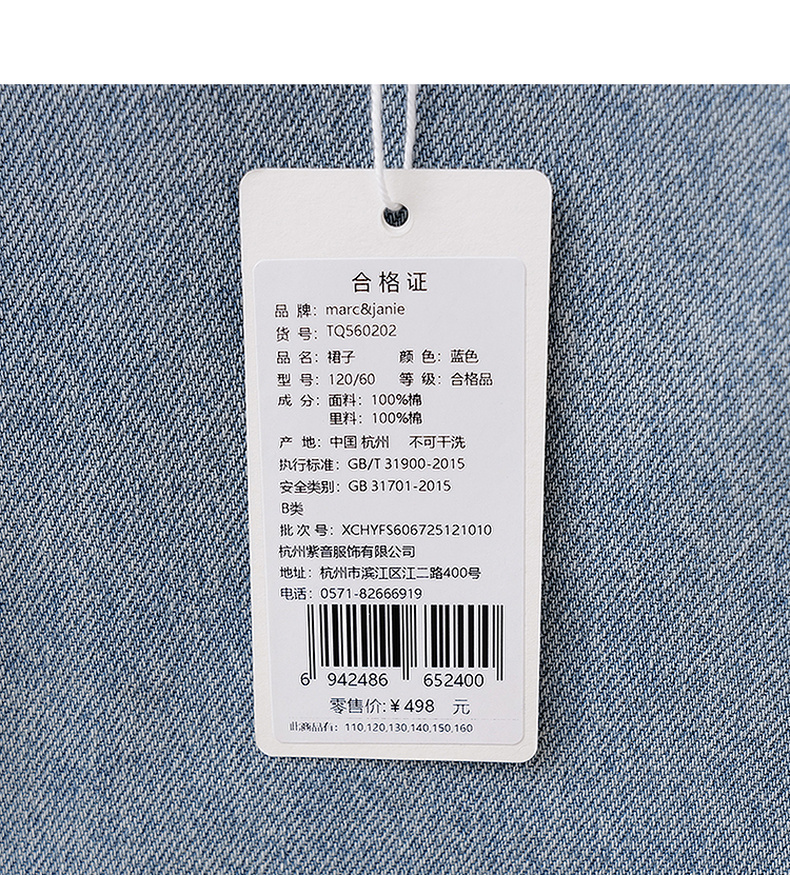 合格证
品 牌：marc&janie
货 号：TQ560202
品 名：裙子 颜 色：蓝色
型 号：120/60 等 级：合格品
成 分：面料：100%棉
里料：100%棉
产 地：中国 杭州 不可干洗
执行标准：GB/T 31900-2015
安全类别：GB 31701-2015
B类
批 次 号：XCHYFS606725121010
杭州紫音服饰有限公司
地址：杭州市滨江区江二路400号
电话：0571-82666919
6 942486 652400
零售价:￥498 元
此商品有：110,120,130,140,150,160